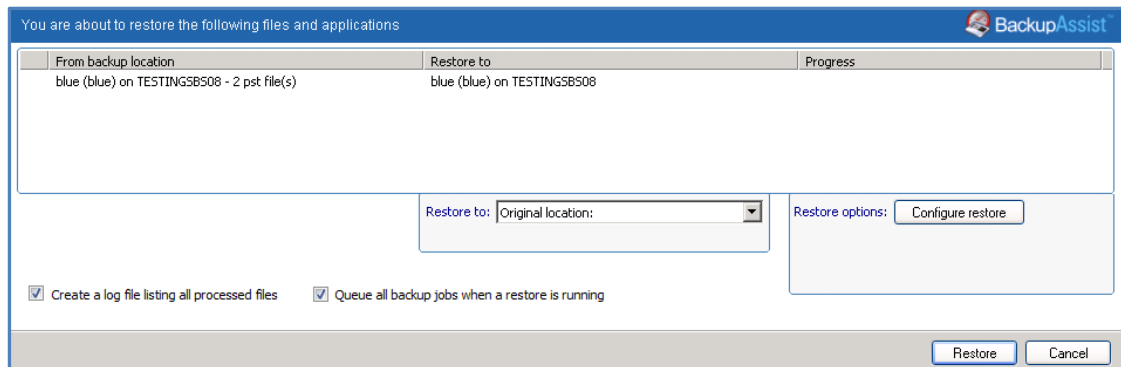 You are about to restore the following files and applications
BackupAssist™
From backup location Restore to Progress
blue (blue) on TESTINGSBS08 - 2 pst file(s) blue (blue) on TESTINGSBS08
Restore to: Original location: Restore options: Configure restore
Create a log file listing all processed files Queue all backup jobs when a restore is running
Restore Cancel